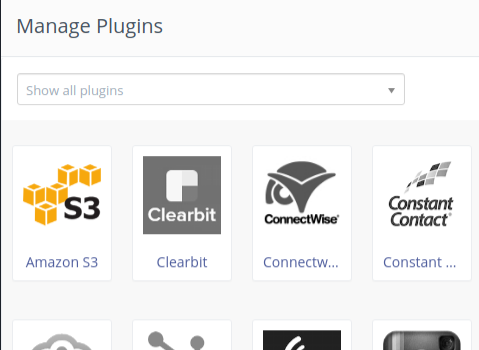 Manage Plugins
Show all plugins
S3
Clearbit
ConnectWise®
Constant
Contact®
Amazon S3
Clearbit
Connectw...
Constant ...